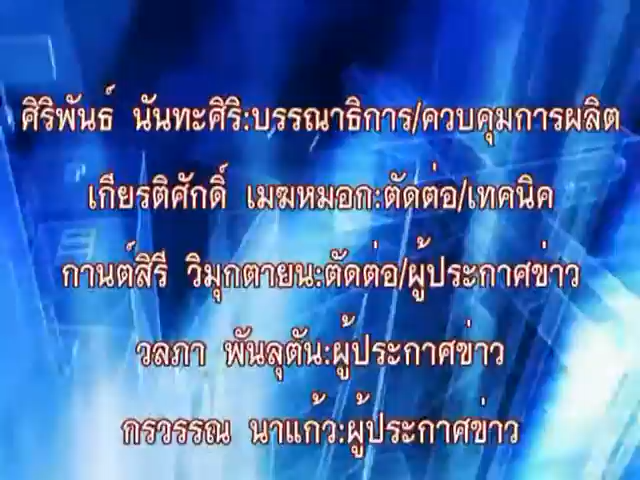 ศิริพันธ์ นันทะศิริ:บรรณาธิการ/ควบคุมการผลิต
เกียรติศักดิ์ เมฆหมอก:ตัดต่อ/เทคนิค
กานต์สิรี วิมุกตายน:ตัดต่อ/ผู้ประกาศข่าว
วลภา พันลุตัน:ผู้ประกาศข่าว
กรวรรณ นาแก้ว:ผู้ประกาศข่าว